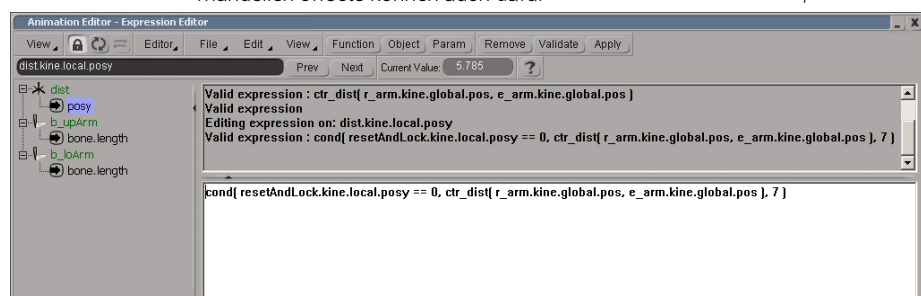 Animation Editor - Expression Editor
View Editor File Edit View Function Object Param Remove Validate Apply
dist.kine.local.posy Prev Next Current Value: 5.785 ?
dist
posy
b_upArm
bone.length
b_loArm
bone.length
Valid expression : ctr_dist( r_arm.kine.global.pos, e_arm.kine.global.pos )
Valid expression
Editing expression on: dist.kine.local.posy
Valid expression : cond( resetAndLock.kine.local.posy == 0, ctr_dist( r_arm.kine.global.pos, e_arm.kine.global.pos ), 7 )
cond( resetAndLock.kine.local.posy == 0, ctr_dist( r_arm.kine.global.pos, e_arm.kine.global.pos ), 7 )